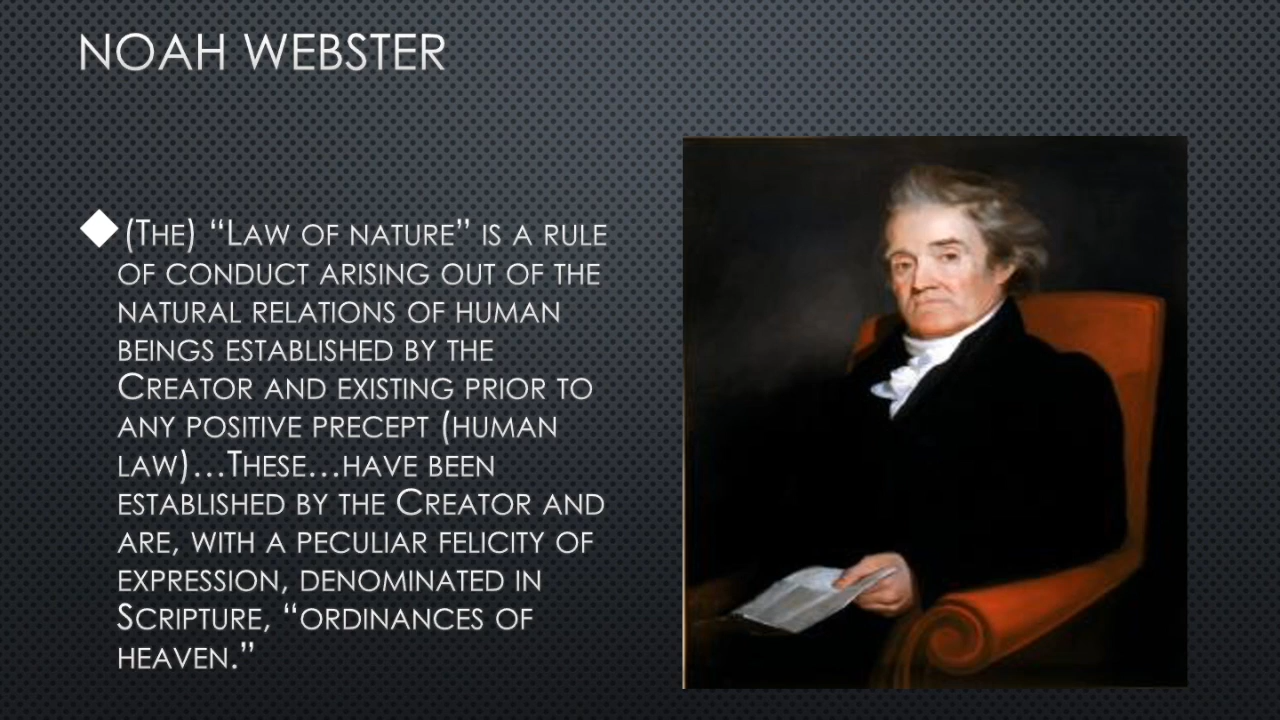 NOAH WEBSTER
(THE) “LAW OF NATURE” IS A RULE
OF CONDUCT ARISING OUT OF THE
NATURAL RELATIONS OF HUMAN
BEINGS ESTABLISHED BY THE
CREATOR AND EXISTING PRIOR TO
ANY POSITIVE PRECEPT (HUMAN
LAW)…THESE…HAVE BEEN
ESTABLISHED BY THE CREATOR AND
ARE, WITH A PECULIAR FELICITY OF
EXPRESSION, DENOMINATED IN
SCRIPTURE, “ORDINANCES OF
HEAVEN.”